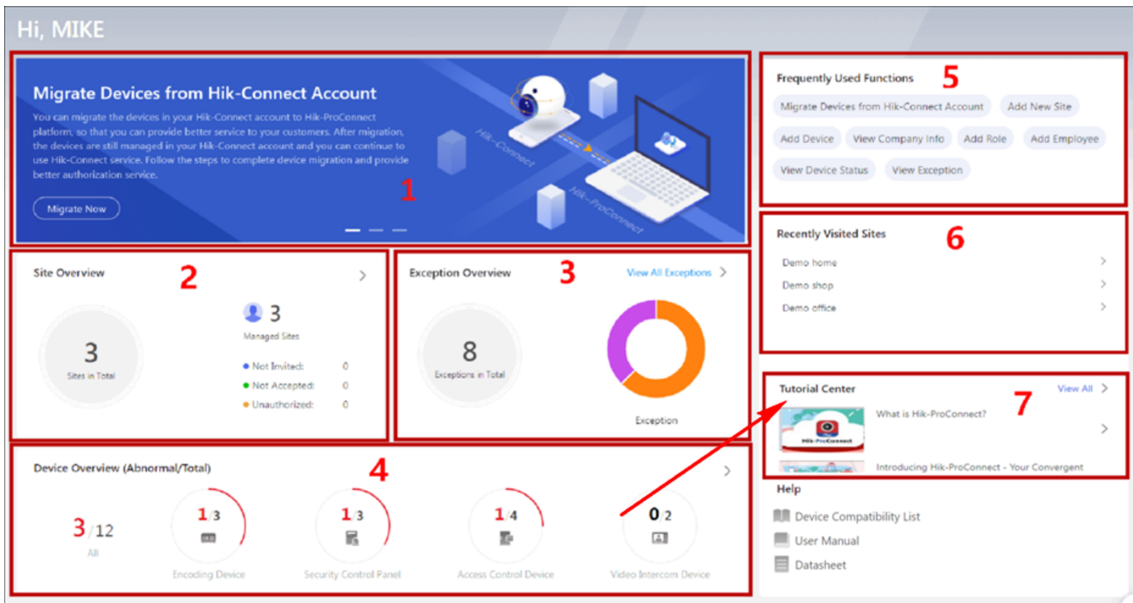 Hi, MIKE
Migrate Devices from Hik-Connect Account
You can migrate the devices in your Hik-Connect account to Hik-ProConnect
platform, so that you can provide better service to your customers. After migration,
the devices are still managed in your Hik-Connect account and you can continue to
use Hik-Connect service. Follow the steps to complete device migration and provide
better authorization service.
1
Migrate Now
Hik-Connect
Hik-ProConnect
Site Overview
2
3
Sites in Total
3
Managed Sites
Not Invited: 0
Not Accepted: 0
Unauthorized: 0
Exception Overview
3
View All Exceptions
8
Exceptions in Total
Exception
Device Overview (Abnormal/Total)
4
3/12
All
1/3
Encoding Device
1/3
Security Control Panel
1/4
Access Control Device
0/2
Video Intercom Device
Frequently Used Functions
5
Migrate Devices from Hik-Connect Account Add New Site
Add Device View Company Info Add Role Add Employee
View Device Status View Exception
Recently Visited Sites
6
Demo home
Demo shop
Demo office
Tutorial Center
View All
7
What is Hik-ProConnect?
Hik-ProConnect
Introducing Hik-ProConnect - Your Convergent
Help
Device Compatibility List
User Manual
Datasheet